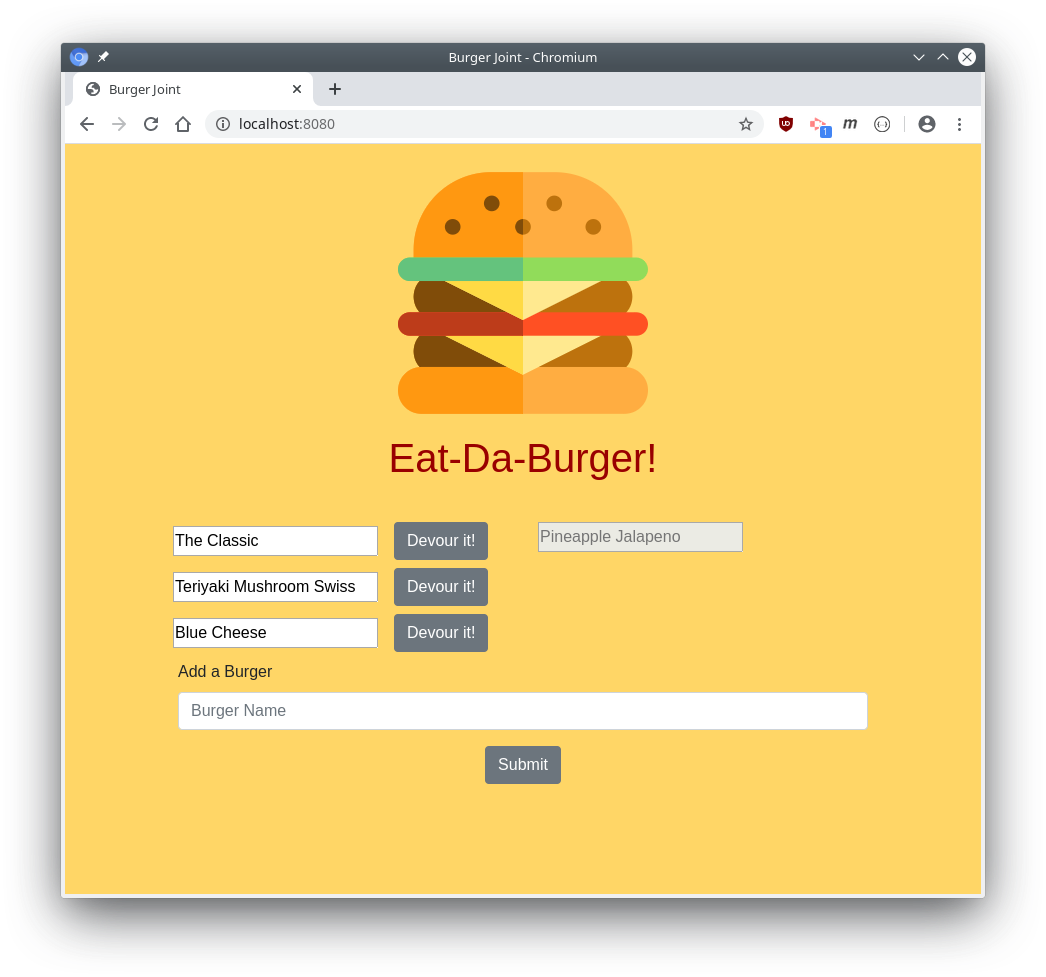 Burger Joint - Chromium
Burger Joint
localhost:8080
1
Eat-Da-Burger!
The Classic Devour it! Pineapple Jalapeno
Teriyaki Mushroom Swiss Devour it!
Blue Cheese Devour it!
Add a Burger
Burger Name
Submit